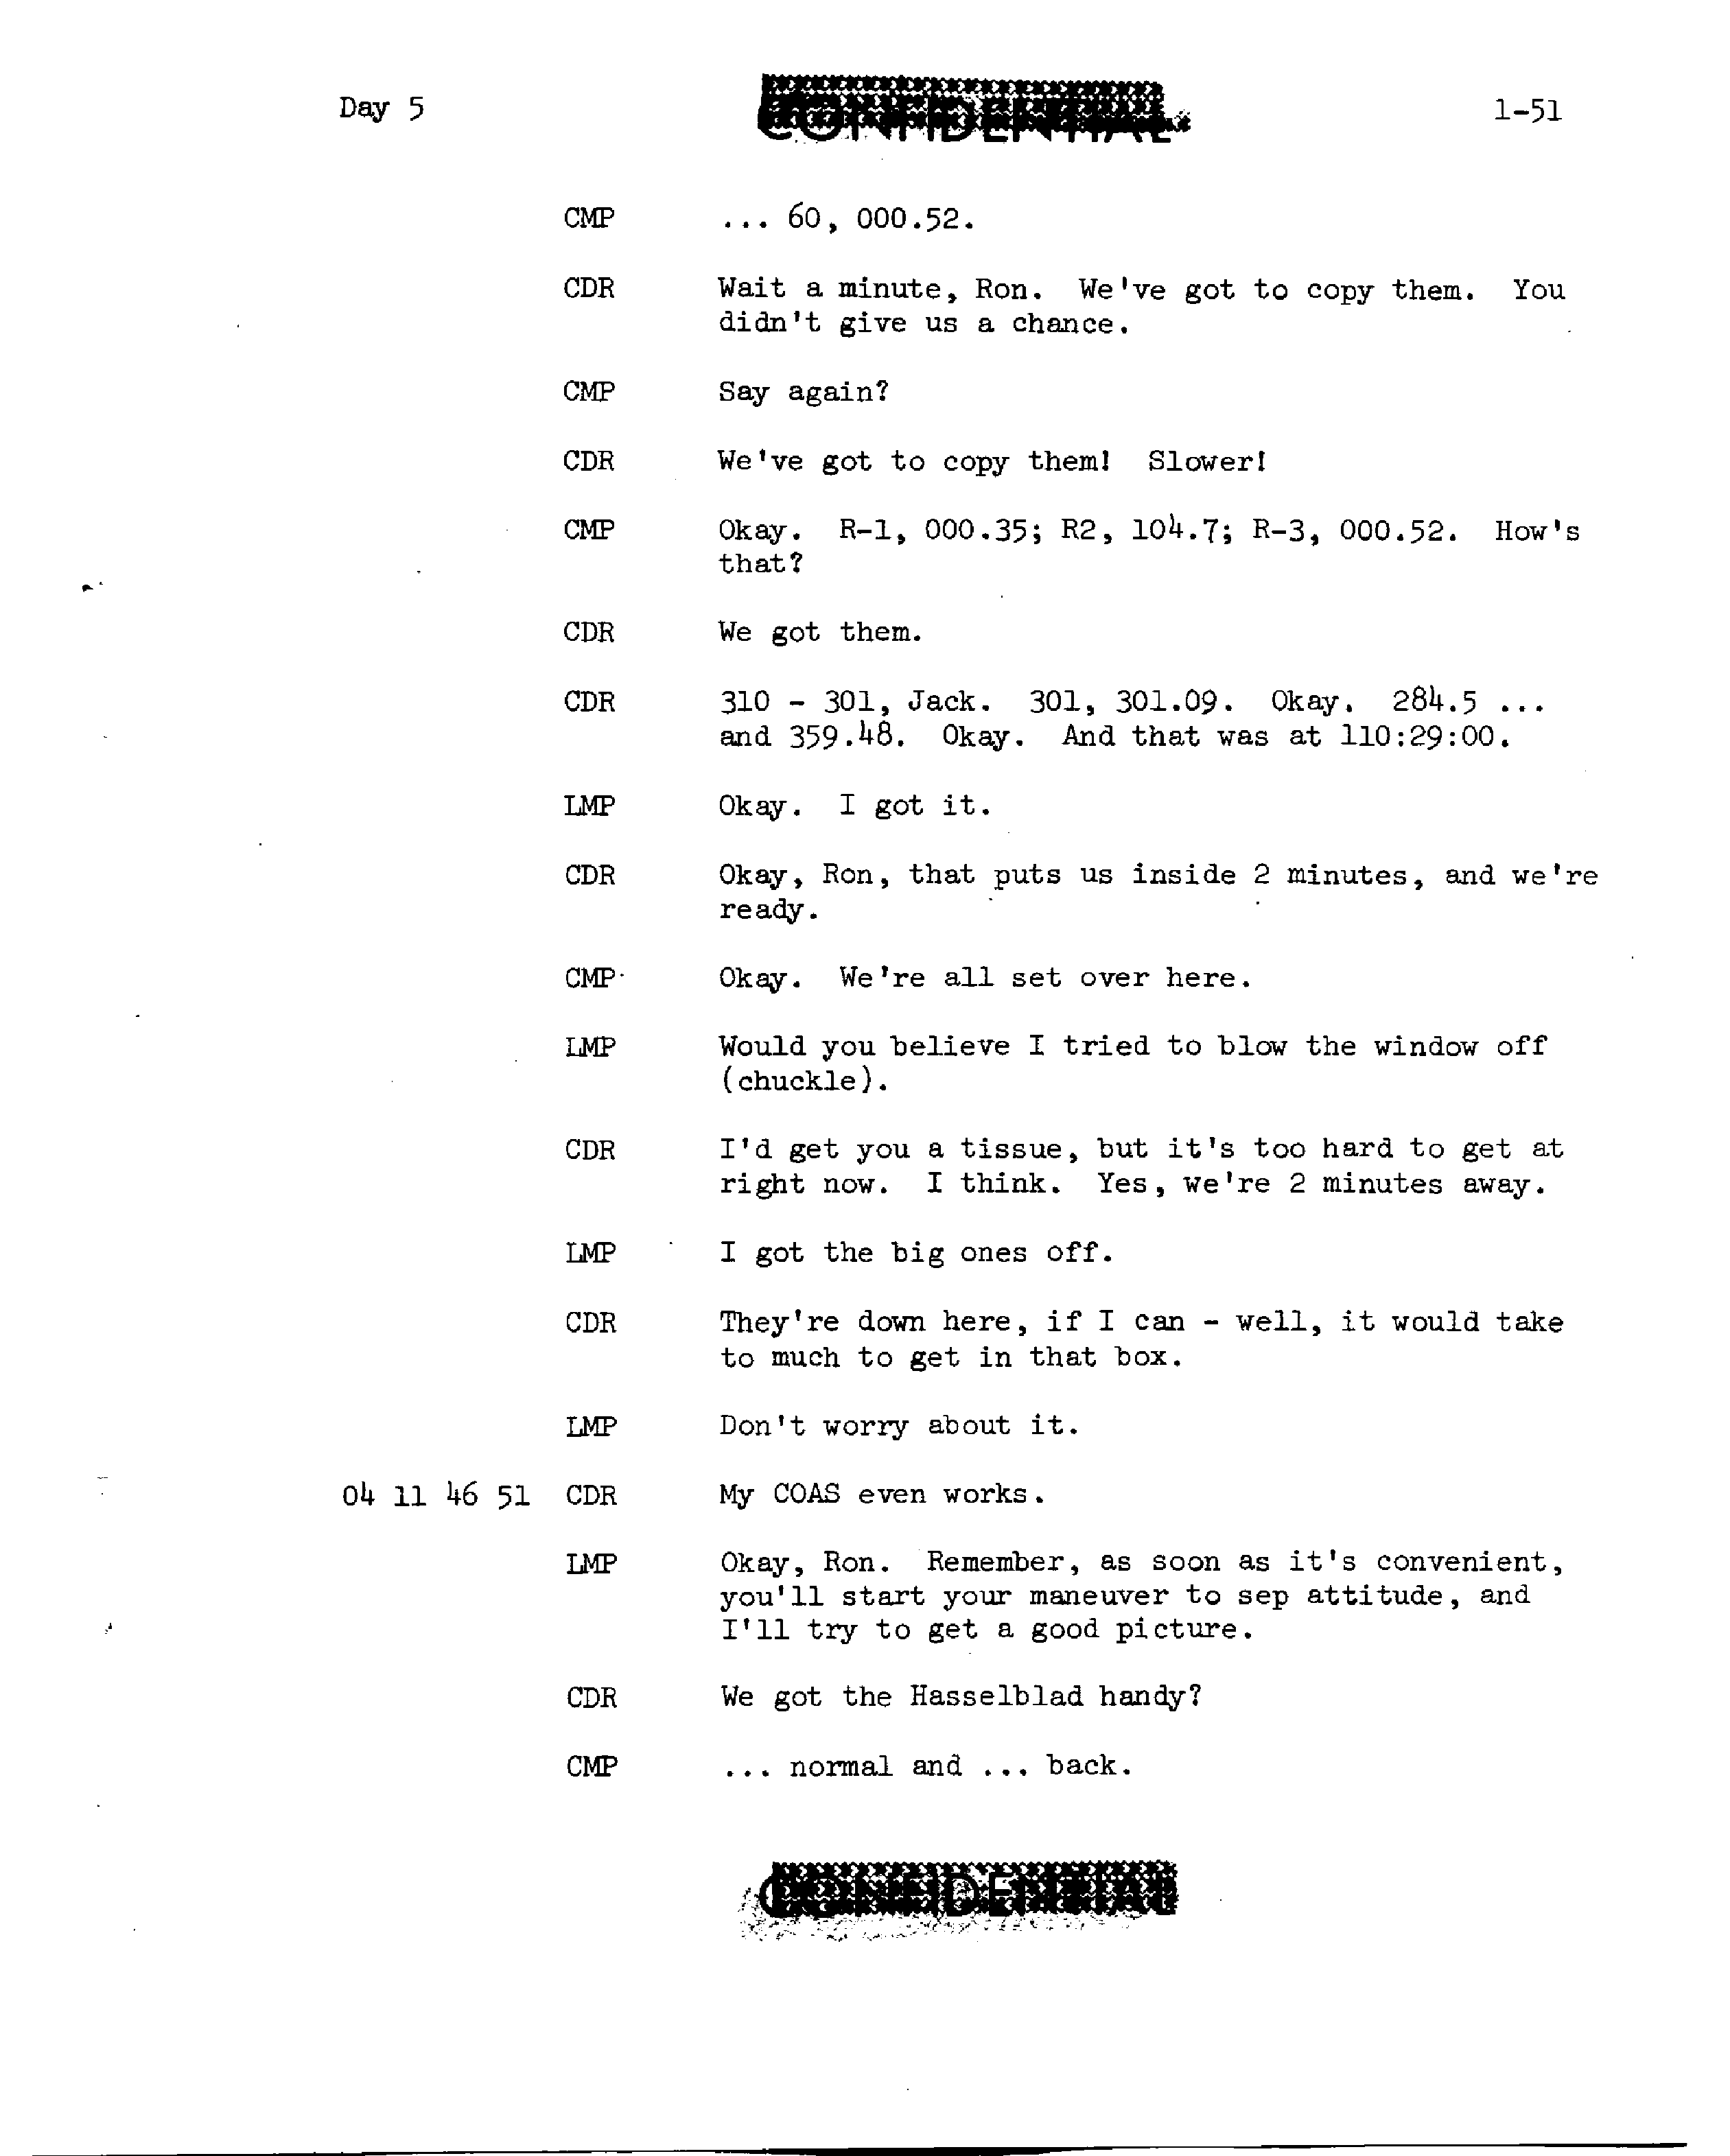 Day 5
CONFIDENTIAL
1-51
CMP ... 60, 000.52.
CDR Wait a minute, Ron. We've got to copy them. You
didn't give us a chance.
CMP Say again?
CDR We've got to copy them! Slower!
CMP Okay. R-1, 000.35; R2, 104.7; R-3, 000.52. How's
that?
CDR We got them.
CDR 310 - 301, Jack. 301, 301.09. Okay. 284.5 ...
and 359.48. Okay. And that was at 110:29:00.
LMP Okay. I got it.
CDR Okay, Ron, that puts us inside 2 minutes, and we're
ready.
CMP Okay. We're all set over here.
LMP Would you believe I tried to blow the window off
(chuckle).
CDR I'd get you a tissue, but it's too hard to get at
right now. I think. Yes, we're 2 minutes away.
LMP I got the big ones off.
CDR They're down here, if I can - well, it would take
to much to get in that box.
LMP Don't worry about it.
04 11 46 51 CDR My COAS even works.
LMP Okay, Ron. Remember, as soon as it's convenient,
you'll start your maneuver to sep attitude, and
I'll try to get a good picture.
CDR We got the Hasselblad handy?
CMP ... normal and ... back.
CONFIDENTIAL